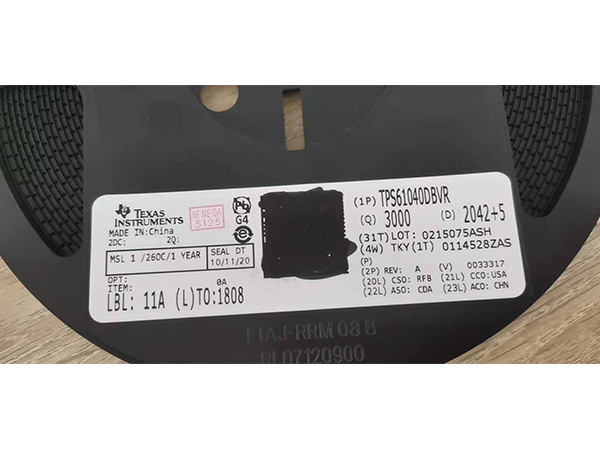 TEXAS
INSTRUMENTS
MADE IN:China
2DC: 2Q:
NFME QA
5125
Pb
G4
e
MSL 1 /260C/1 YEAR
SEAL DT
10/11/20
OPT:
ITEM: 0A
LBL: 11A (L)TO:1808
(1P) TPS61040DBVR
(Q) 3000 (D) 2042+5
(31T)LOT: 0215075ASH
(4W) TKY(1T) 0114528ZAS
(P)
(2P) REV: A (V) 0033317
(20L) CSO: RFB (21L) CCO:USA
(22L) ASO: CDA (23L) ACO: CHN
EIAJ-RRM 08 B
RL07120900